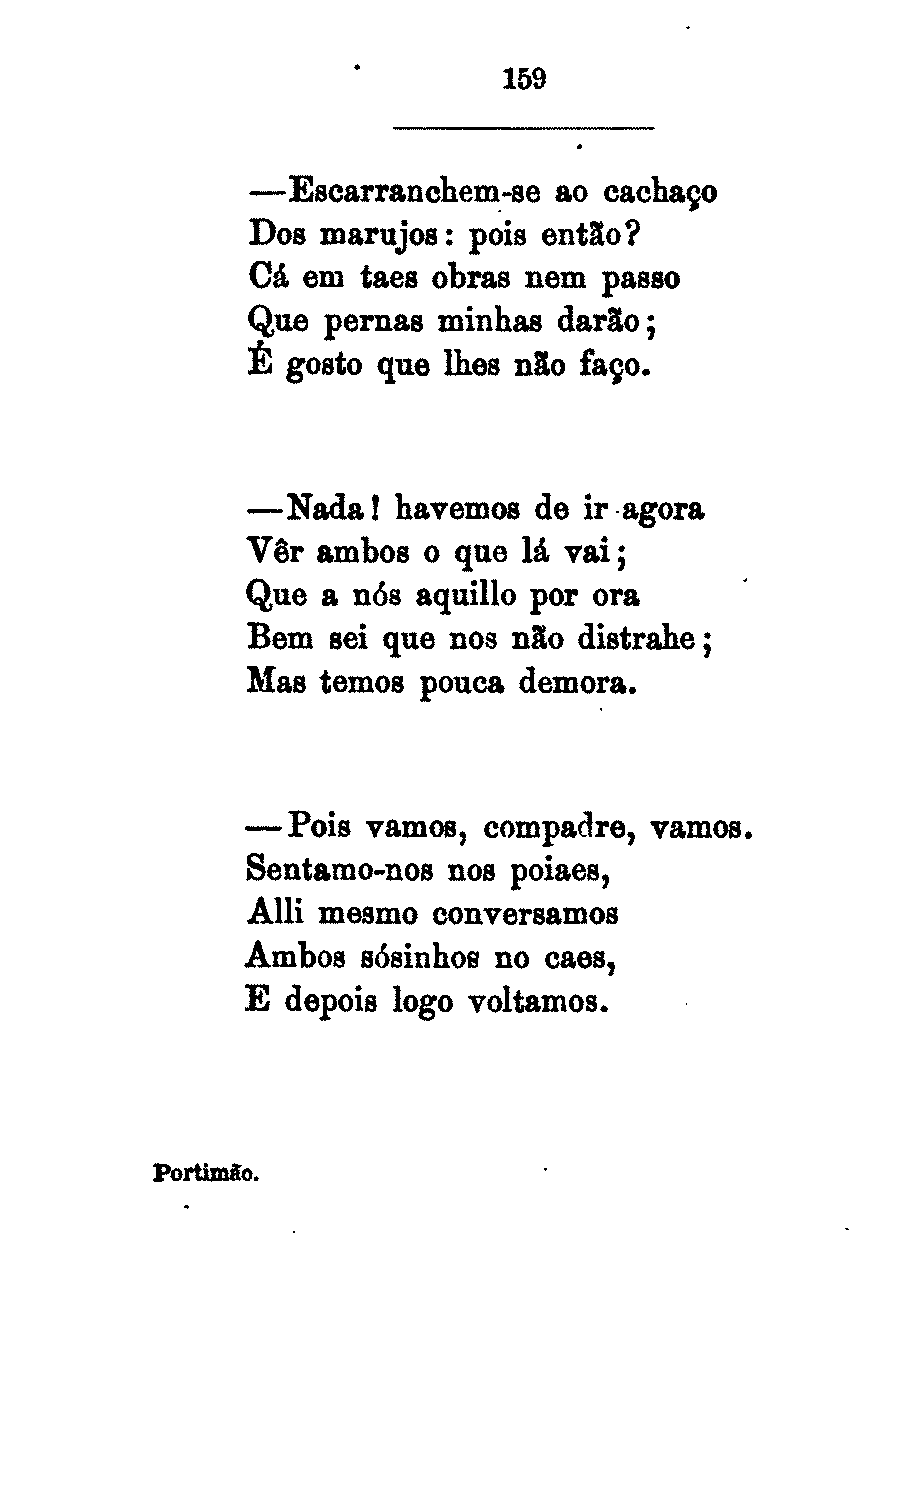 159
—Escarranchem-se ao cachaço
Dos marujos: pois então?
Cá em taes obras nem passo
Que pernas minhas darão;
É gosto que lhes não faço.
—Nada! havemos de ir agora
Vêr ambos o que lá vai;
Que a nós aquillo por ora
Bem sei que nos não distrahe;
Mas temos pouca demora.
—Pois vamos, compadre, vamos.
Sentamo-nos nos poiaes,
Alli mesmo conversamos
Ambos sósinhos no caes,
E depois logo voltamos.
Portimão.